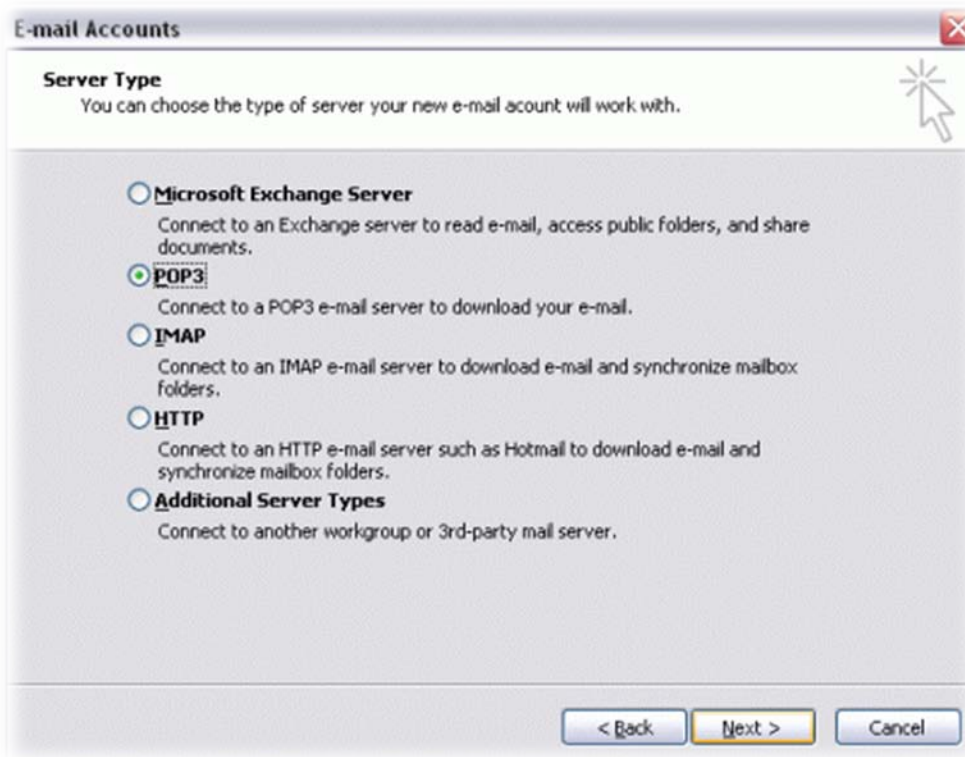 E-mail Accounts
Server Type
You can choose the type of server your new e-mail acount will work with.
Microsoft Exchange Server
Connect to an Exchange server to read e-mail, access public folders, and share
documents.
POP3
Connect to a POP3 e-mail server to download your e-mail.
IMAP
Connect to an IMAP e-mail server to download e-mail and synchronize mailbox
folders.
HTTP
Connect to an HTTP e-mail server such as Hotmail to download e-mail and
synchronize mailbox folders.
Additional Server Types
Connect to another workgroup or 3rd-party mail server.
< Back Next > Cancel